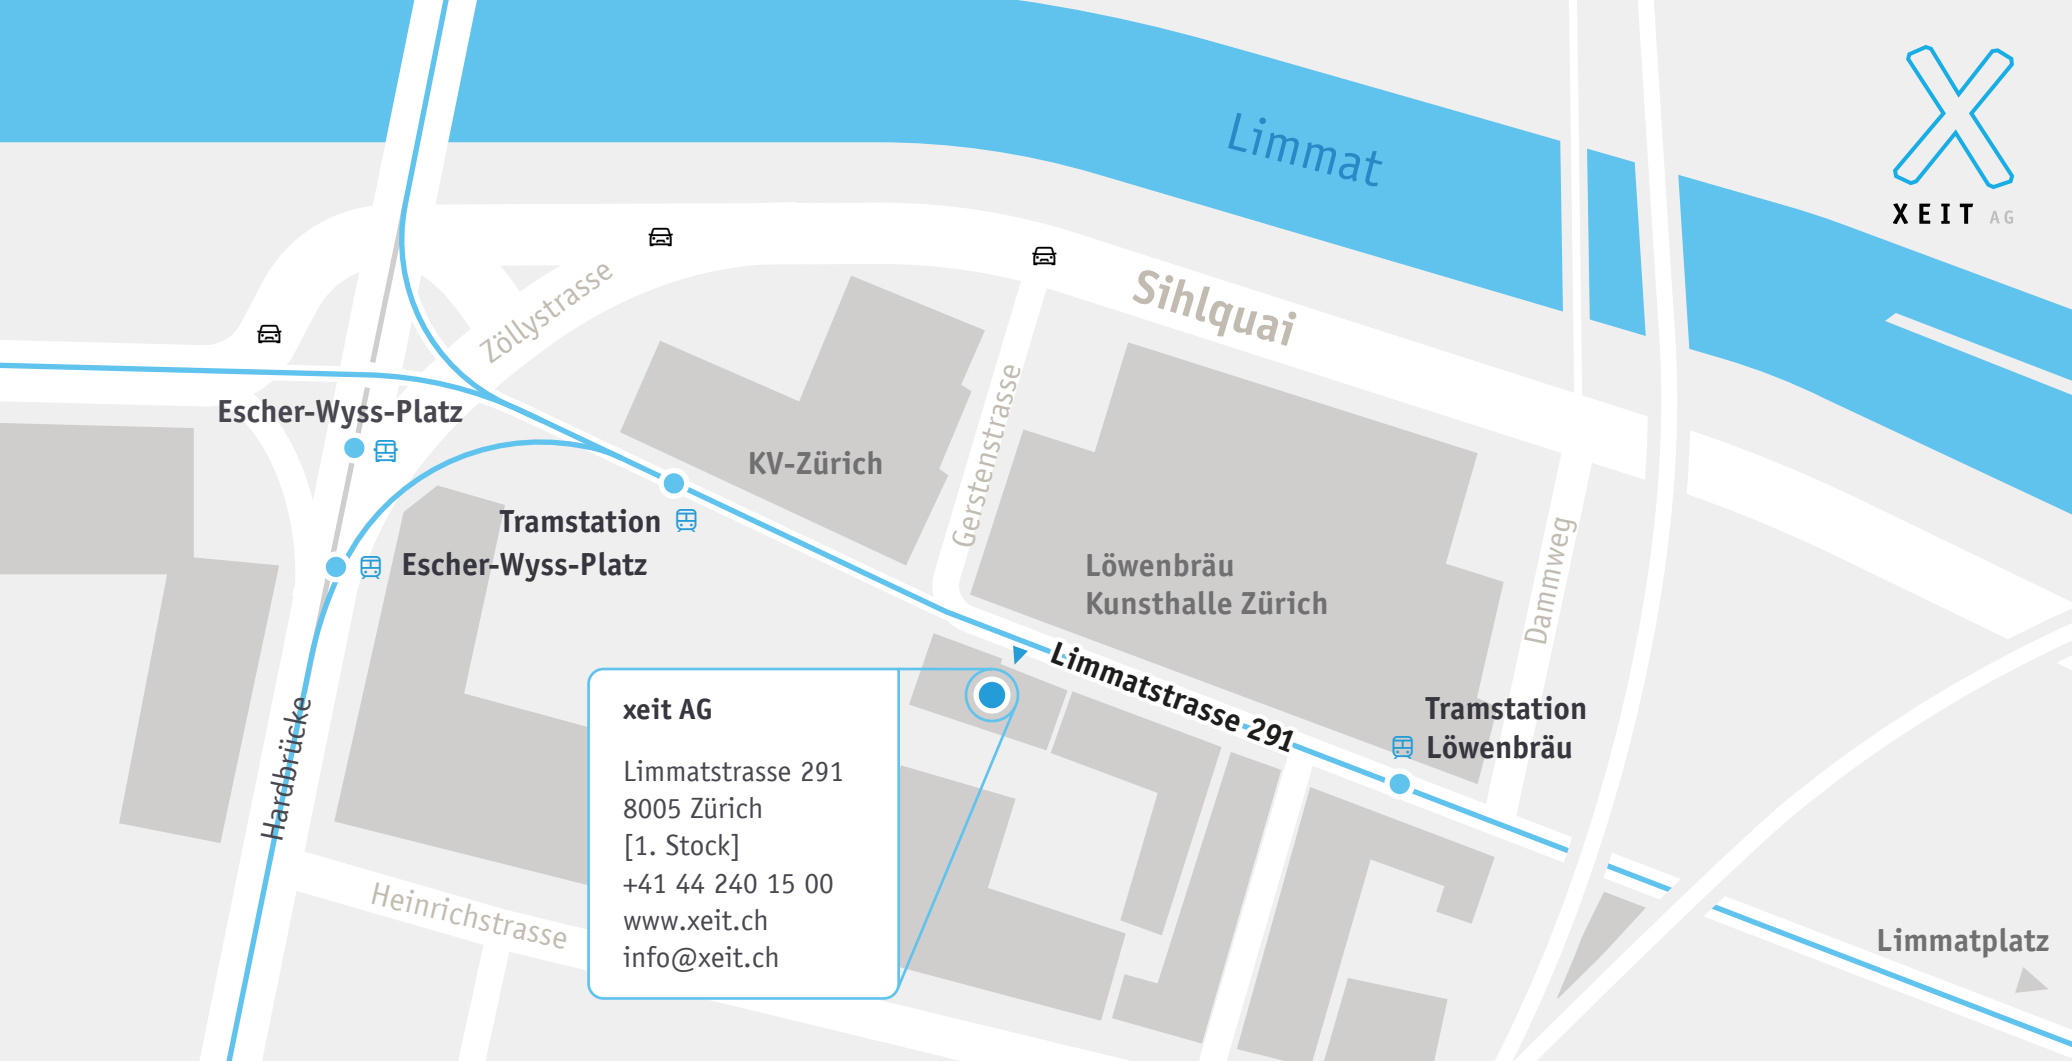 Limmat
XEIT AG
Sihlquai
Zöllystrasse
Escher-Wyss-Platz
KV-Zürich
Gerstenstrasse
Tramstation
Escher-Wyss-Platz
Löwenbräu
Kunsthalle Zürich
Dammweg
Limmatstrasse 291
Tramstation
Löwenbräu
Hardbrücke
xeit AG
Limmatstrasse 291
8005 Zürich
[1. Stock]
+41 44 240 15 00
www.xeit.ch
info@xeit.ch
Heinrichstrasse
Limmatplatz